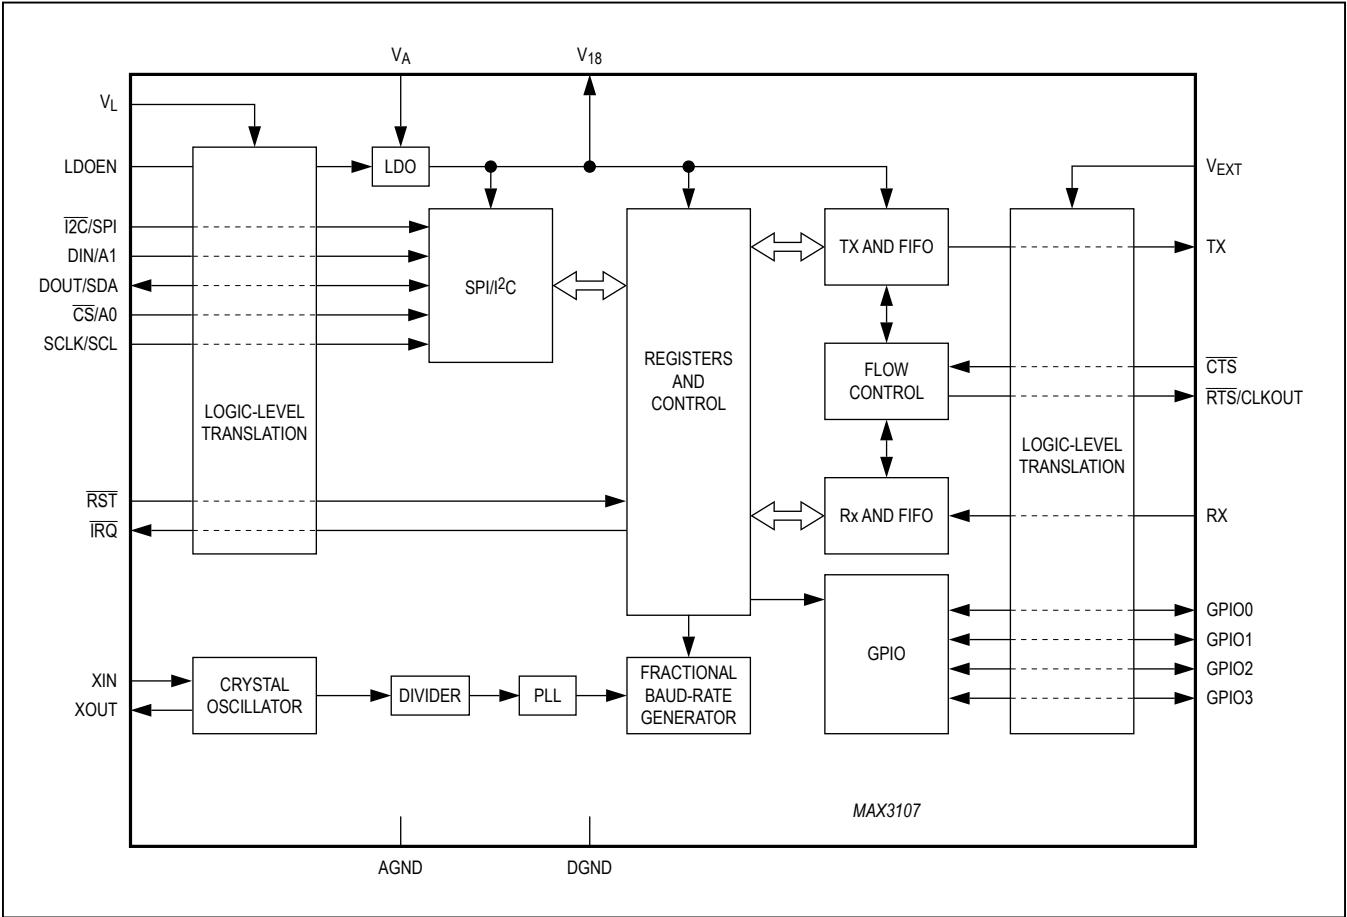 VA
V18
VL
LDOEN
LDO
VEXT
I2C/SPI
DIN/A1
DOUT/SDA
CS/A0
SCLK/SCL
SPI/I²C
TX AND FIFO
TX
REGISTERS
AND
CONTROL
FLOW
CONTROL
CTS
RTS/CLKOUT
LOGIC-LEVEL
TRANSLATION
LOGIC-LEVEL
TRANSLATION
RST
IRQ
Rx AND FIFO
RX
GPIO
GPIO0
GPIO1
GPIO2
GPIO3
XIN
XOUT
CRYSTAL
OSCILLATOR
DIVIDER
PLL
FRACTIONAL
BAUD-RATE
GENERATOR
MAX3107
AGND
DGND